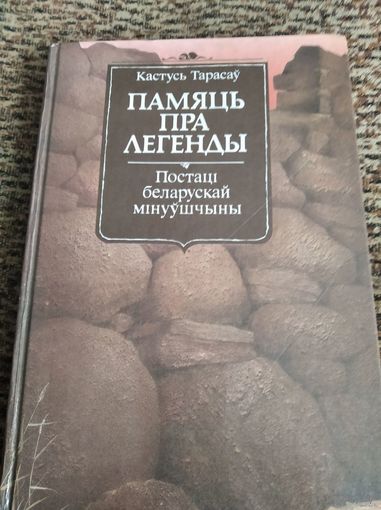 Кастусь Тарасаў
ПАМЯЦЬ
ПРА
ЛЕГЕНДЫ
Постаці
беларускай
мінуўшчыны